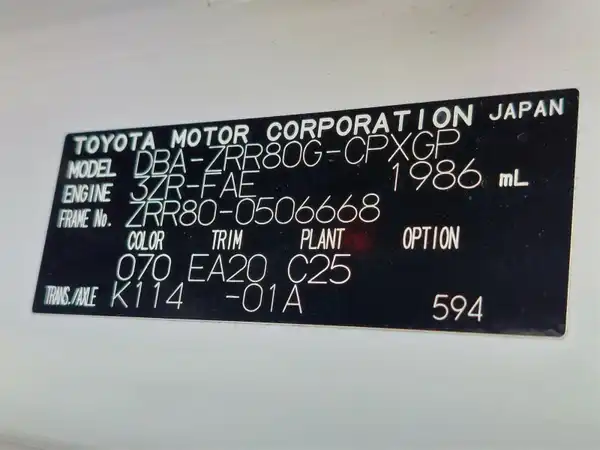 TOYOTA MOTOR CORPORATION JAPAN
MODEL DBA-ZRR80G-CPXGP
ENGINE 3ZR-FAE 1986 mL
FRAME No. ZRR80-0506668
COLOR TRIM PLANT OPTION
070 EA20 C25
TRANS./AXLE K114 -01A 594